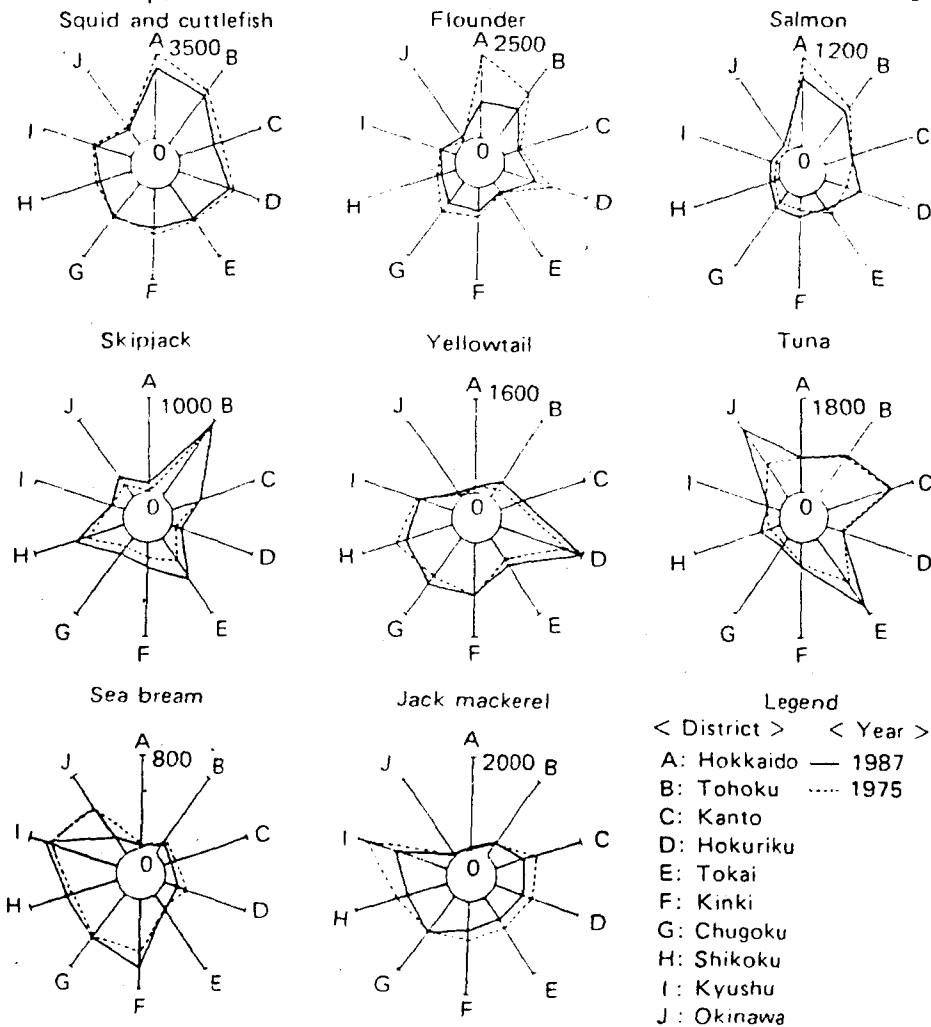 Squid and cuttlefish
A 3500
B
C
D
E
F
G
H
I
J
0
Flounder
A
2500
B
C
D
E
F
G
H
I
J
0
Salmon
A 1200
B
C
D
E
F
G
H
I
J
0
Skipjack
A
1000 B
C
D
E
F
G
H
I
J
0
Yellowtail
A 1600
B
C
D
E
F
G
H
I
J
0
Tuna
A
1800 B
C
D
E
F
G
H
I
J
0
Sea bream
A
800
B
C
D
E
F
G
H
I
J
0
Jack mackerel
A
2000
B
C
D
E
F
G
H
I
J
0
Legend
< District > < Year >
A: Hokkaido — 1987
B: Tohoku ..... 1975
C: Kanto
D: Hokuriku
E: Tokai
F: Kinki
G: Chugoku
H: Shikoku
I: Kyushu
J: Okinawa